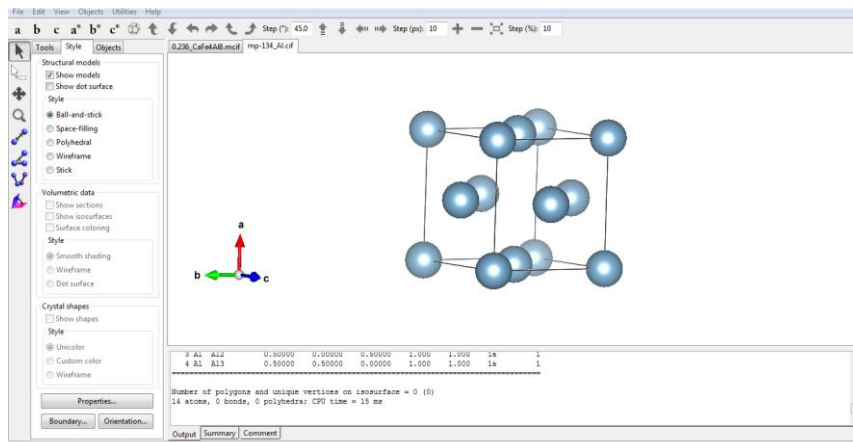 File Edit View Objects Utilities Help
a b c a* b* c* Step (°): 45.0 Step (px): 10 Step (%): 10
Tools Style Objects
0.236_CaFe4Al8.mcif mp-134_Al.cif
Structural models
Show models
Show dot surface
Style
Ball-and-stick
Space-filling
Polyhedral
Wireframe
Stick
Volumetric data
Show sections
Show isosurfaces
Surface coloring
Style
Smooth shading
Wireframe
Dot surface
Crystal shapes
Show shapes
Style
Unicolor
Custom color
Wireframe
Properties...
Boundary... Orientation...
a
b
c
3 Al Al2 0.50000 0.00000 0.50000 1.000 1.000 1a 1
4 Al Al3 0.50000 0.50000 0.00000 1.000 1.000 1a 1
Number of polygons and unique vertices on isosurface = 0 (0)
14 atoms, 0 bonds, 0 polyhedra; CPU time = 15 ms
Output Summary Comment